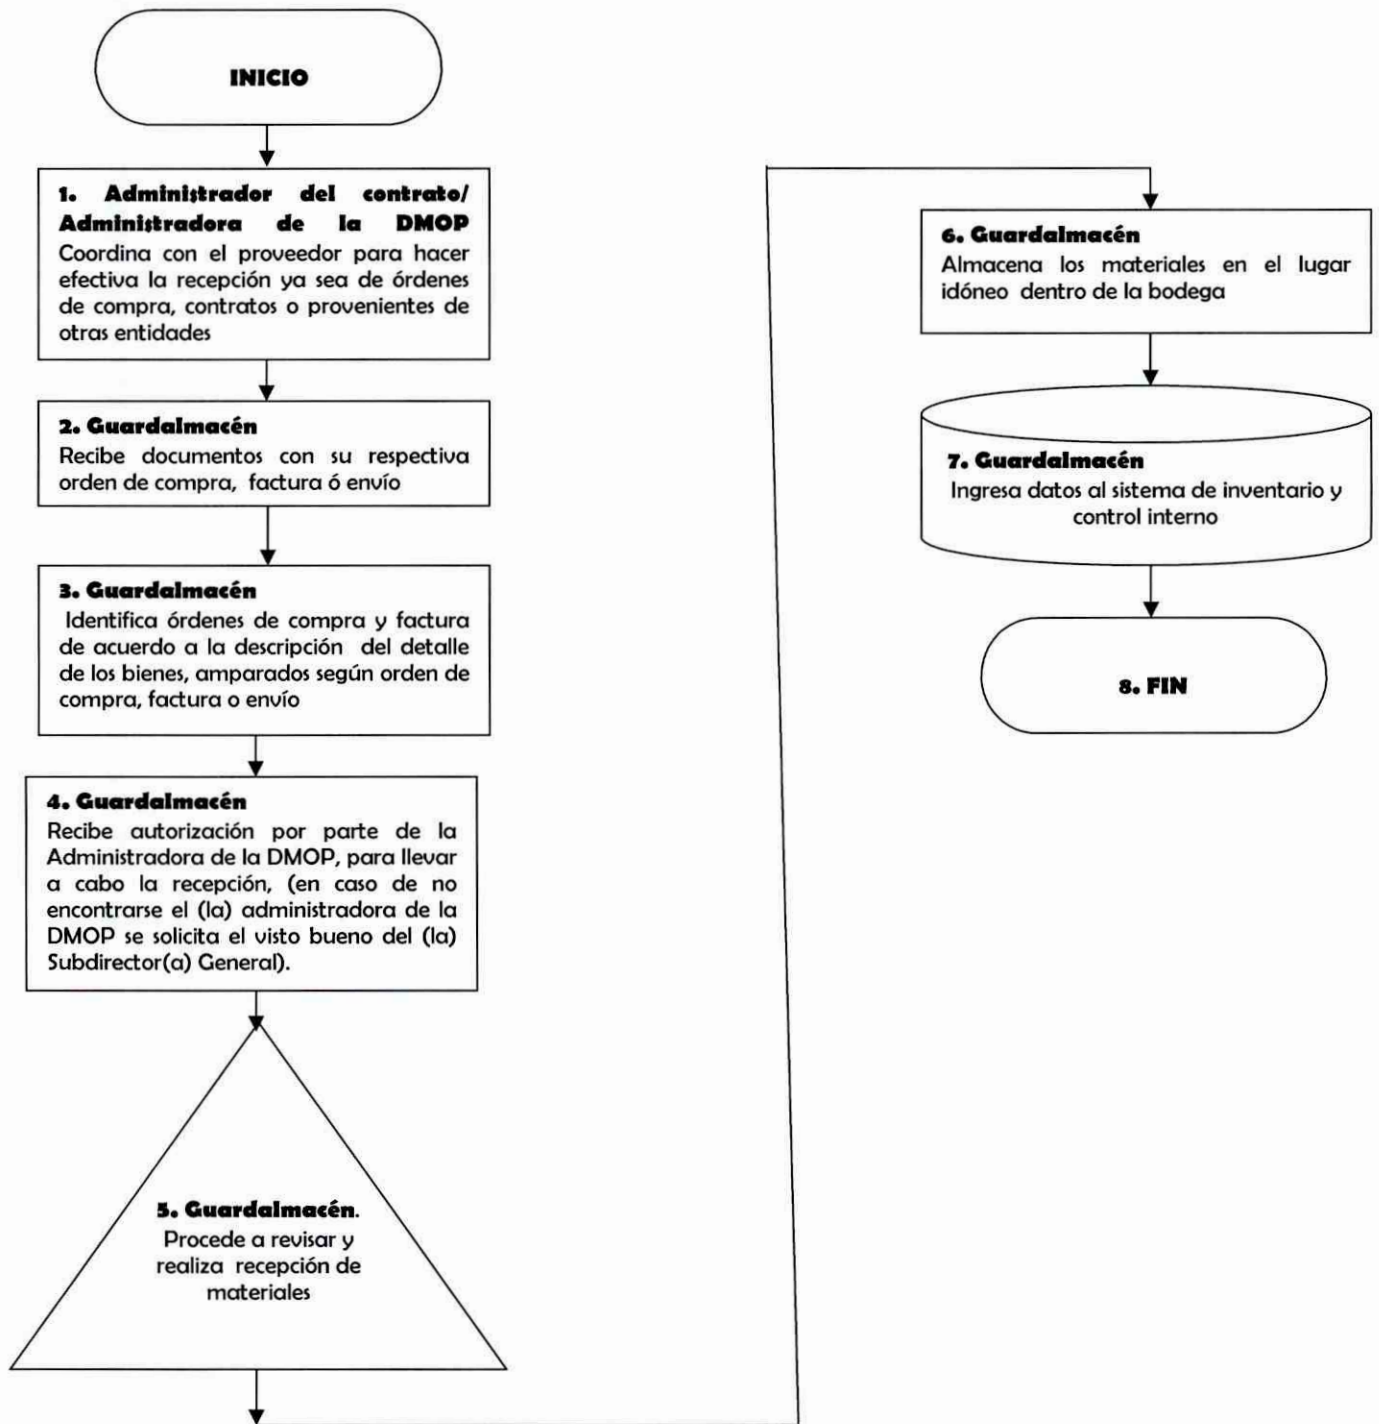 INICIO
1. Administrador del contrato/
Administradora de la DMOP
Coordina con el proveedor para hacer
efectiva la recepción ya sea de órdenes
de compra, contratos o provenientes de
otras entidades
2. Guardalmacén
Recibe documentos con su respectiva
orden de compra, factura ó envío
3. Guardalmacén
Identifica órdenes de compra y factura
de acuerdo a la descripción del detalle
de los bienes, amparados según orden de
compra, factura o envío
4. Guardalmacén
Recibe autorización por parte de la
Administradora de la DMOP, para llevar
a cabo la recepción, (en caso de no
encontrarse el (la) administradora de la
DMOP se solicita el visto bueno del (la)
Subdirector(a) General).
5. Guardalmacén.
Procede a revisar y
realiza recepción de
materiales
6. Guardalmacén
Almacena los materiales en el lugar
idóneo dentro de la bodega
7. Guardalmacén
Ingresa datos al sistema de inventario y
control interno
8. FIN